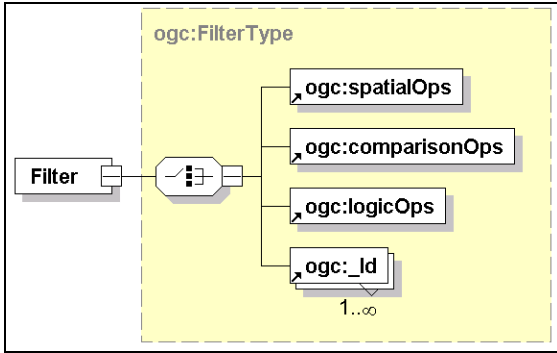 ogc:FilterType
ogc:spatialOps
ogc:comparisonOps
Filter
ogc:logicOps
ogc:_Id
1..∞